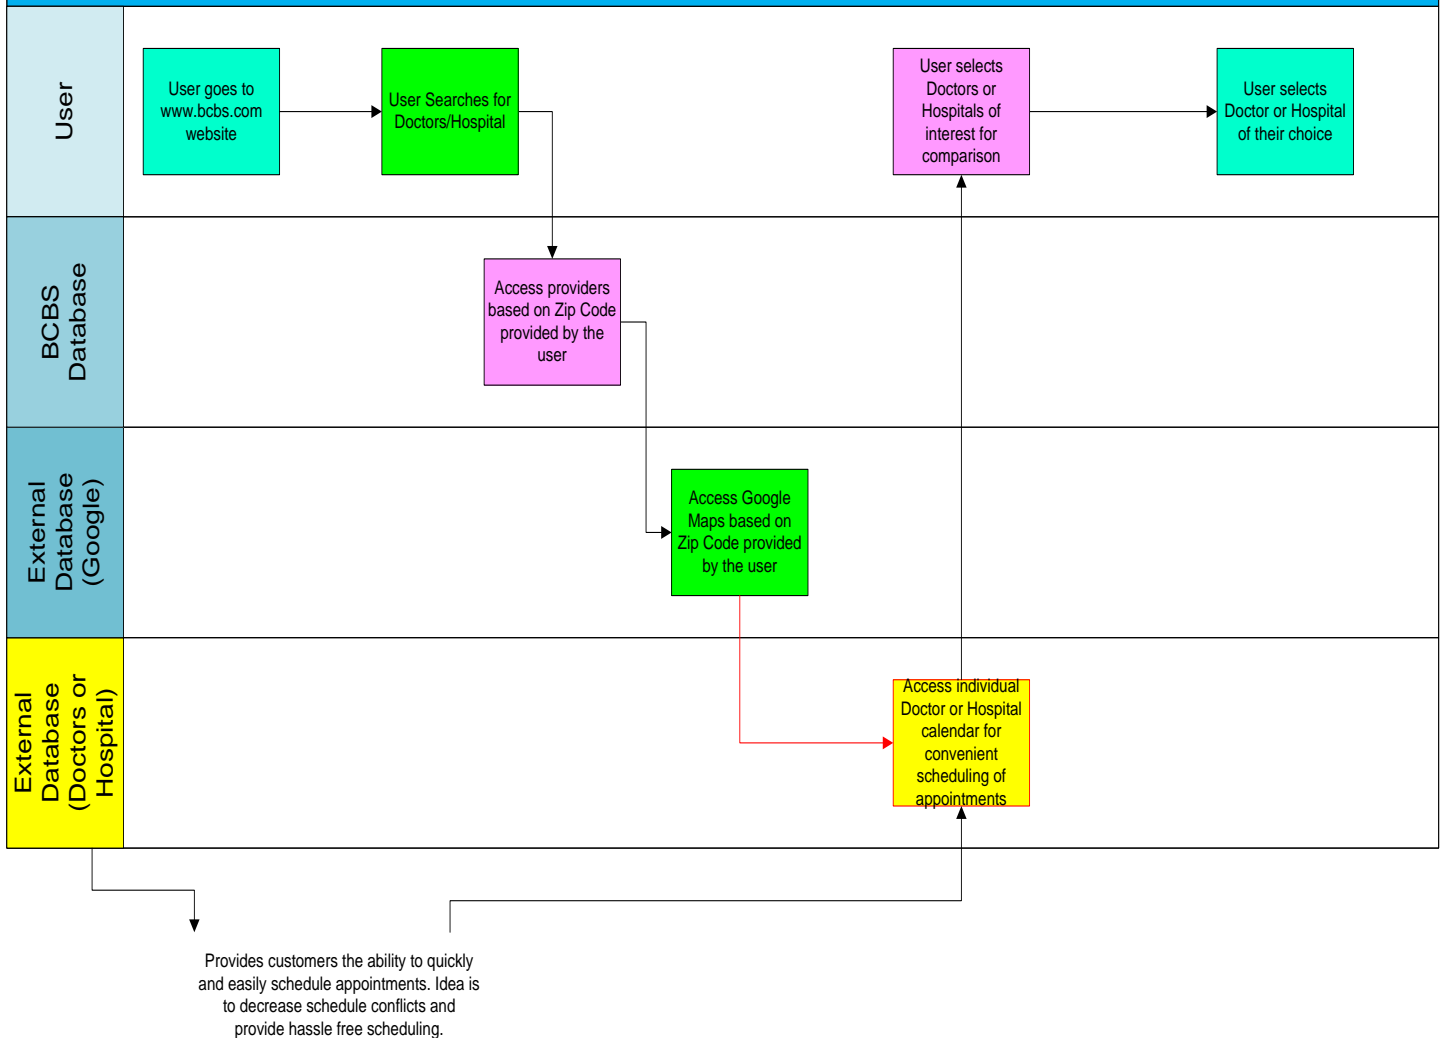 User
User goes to
www.bcbs.com
website
User Searches for
Doctors/Hospital
User selects
Doctors or
Hospitals of
interest for
comparison
User selects
Doctor or Hospital
of their choice
BCBS
Database
Access providers
based on Zip Code
provided by the
user
External
Database
(Google)
Access Google
Maps based on
Zip Code provided
by the user
External
Database
(Doctors or
Hospital)
Access individual
Doctor or Hospital
calendar for
convenient
scheduling of
appointments
Provides customers the ability to quickly
and easily schedule appointments. Idea is
to decrease schedule conflicts and
provide hassle free scheduling.